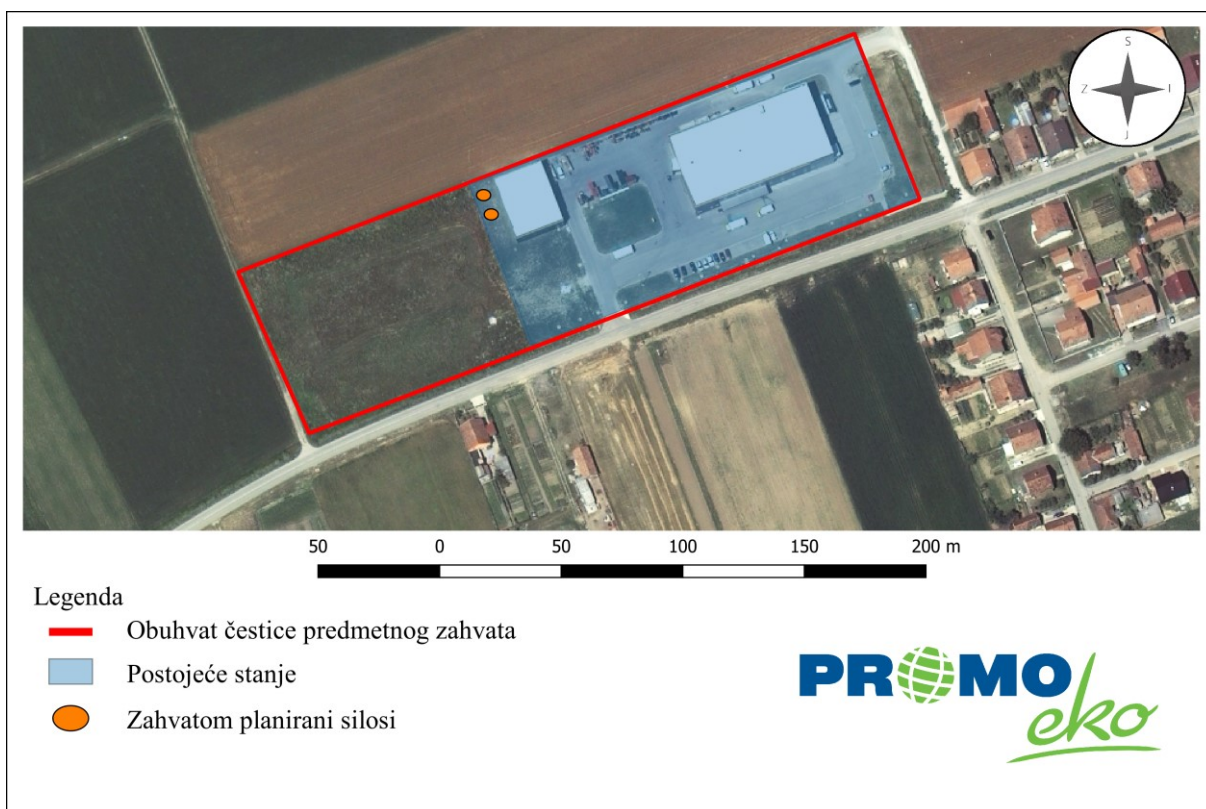 S
Z
I
J
50 0 50 100 150 200 m
Legenda
Obuhvat čestice predmetnog zahvata
Postojeće stanje
Zahvatom planirani silosi
PROMO
eko